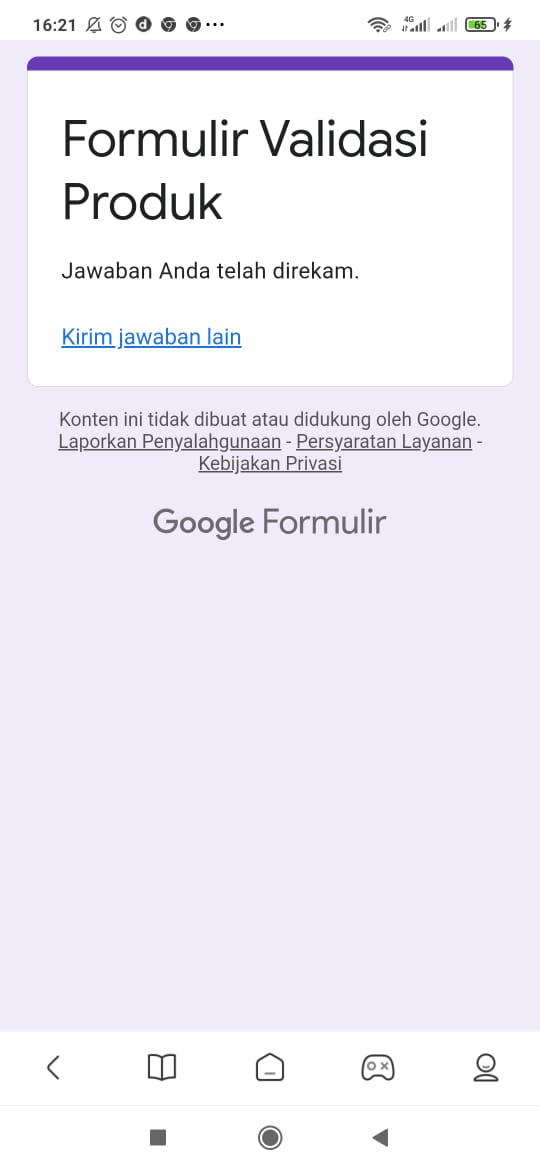 16:21
4G
65
Formulir Validasi
Produk
Jawaban Anda telah direkam.
Kirim jawaban lain
Konten ini tidak dibuat atau didukung oleh Google.
Laporkan Penyalahgunaan - Persyaratan Layanan -
Kebijakan Privasi
Google Formulir